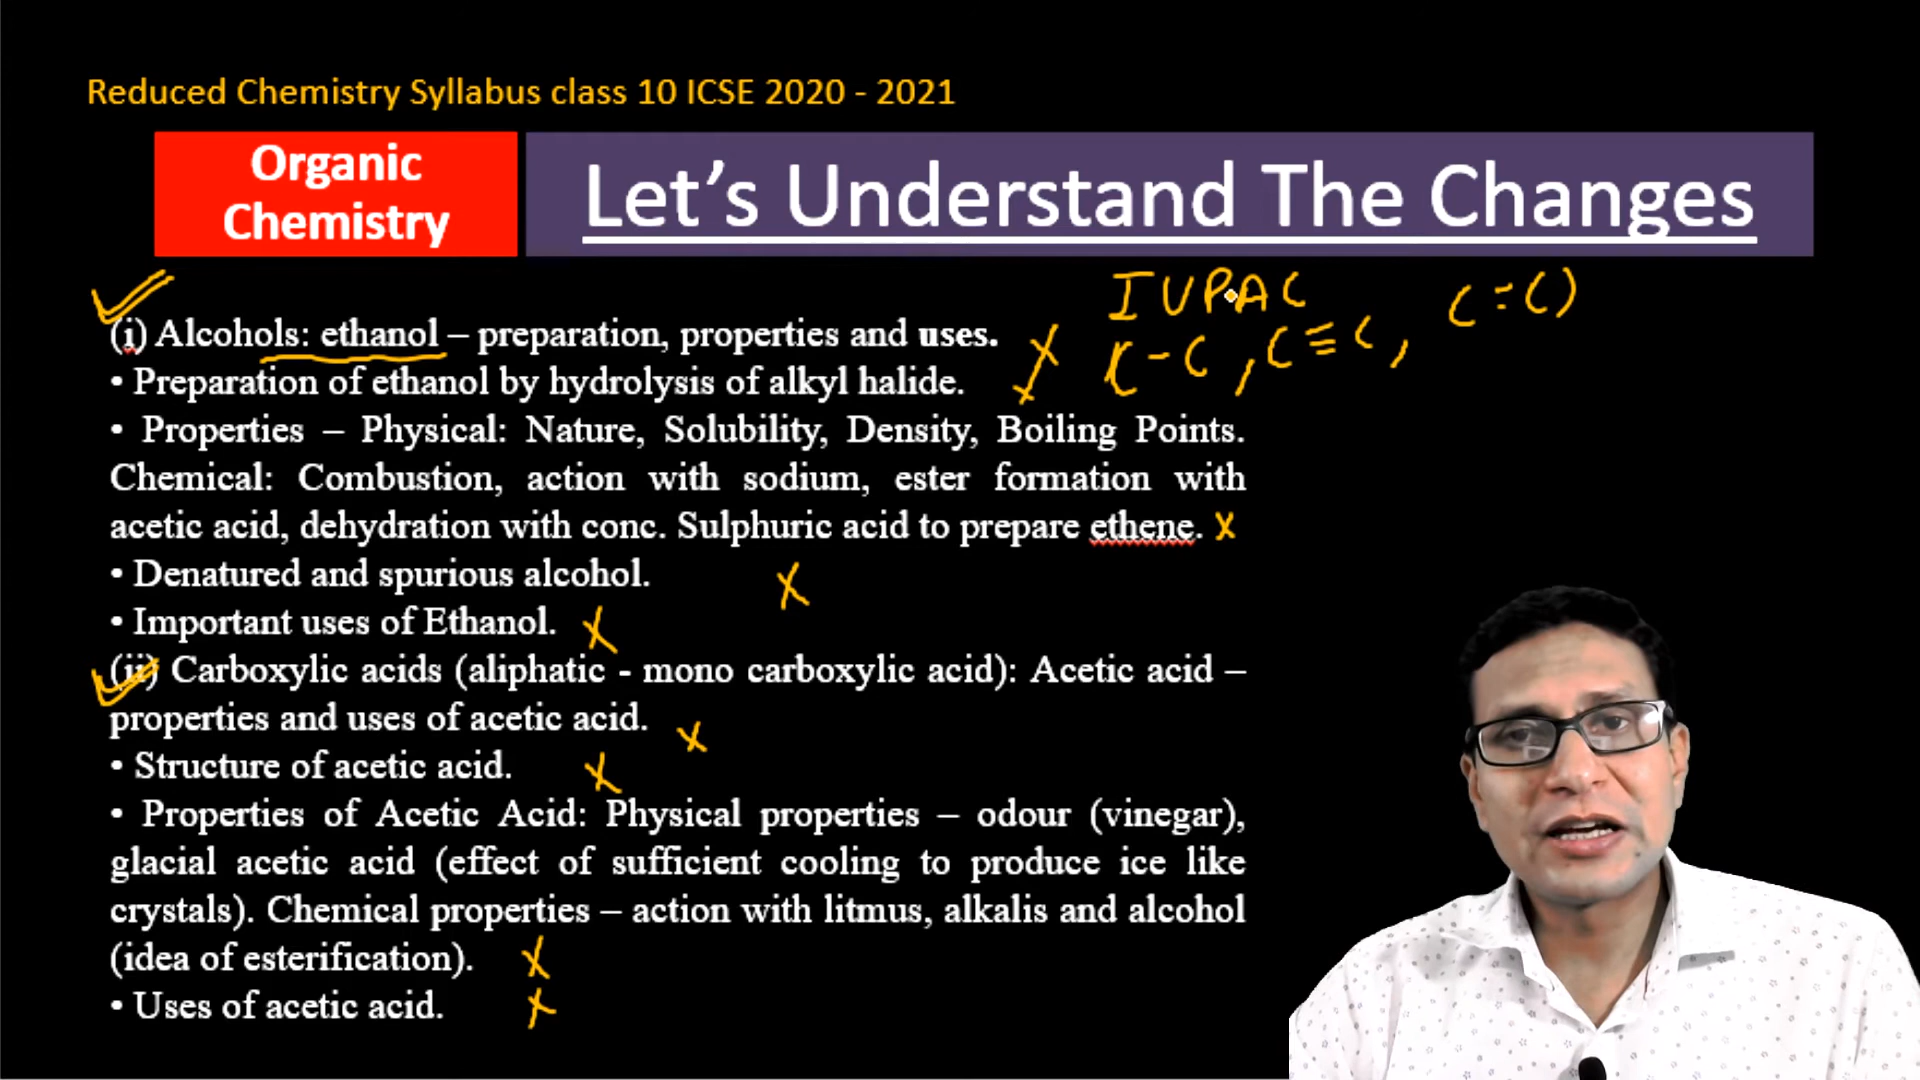 Reduced Chemistry Syllabus class 10 ICSE 2020 - 2021
Organic
Chemistry
Let's Understand The Changes
IUPAC
C - C , C ≡ C , C = C
(i) Alcohols: ethanol – preparation, properties and uses. X
• Preparation of ethanol by hydrolysis of alkyl halide. X
• Properties – Physical: Nature, Solubility, Density, Boiling Points.
Chemical: Combustion, action with sodium, ester formation with
acetic acid, dehydration with conc. Sulphuric acid to prepare ethene. X
• Denatured and spurious alcohol. X
• Important uses of Ethanol. X
(ii) Carboxylic acids (aliphatic - mono carboxylic acid): Acetic acid –
properties and uses of acetic acid. X
• Structure of acetic acid. X
• Properties of Acetic Acid: Physical properties – odour (vinegar),
glacial acetic acid (effect of sufficient cooling to produce ice like
crystals). Chemical properties – action with litmus, alkalis and alcohol
(idea of esterification). X
• Uses of acetic acid. X